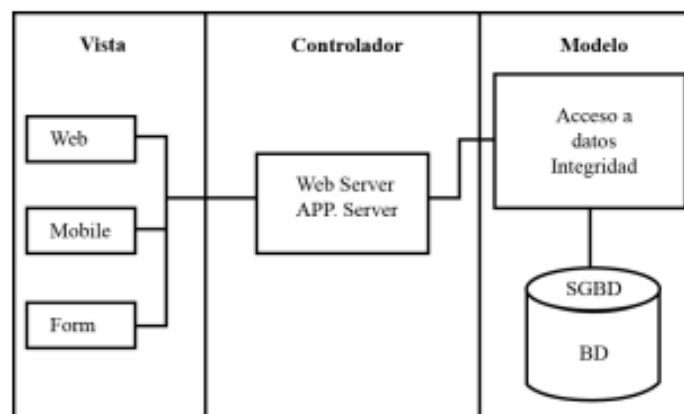 Vista
Controlador
Modelo
Web
Mobile
Form
Web Server
APP. Server
Acceso a
datos
Integridad
SGBD
BD